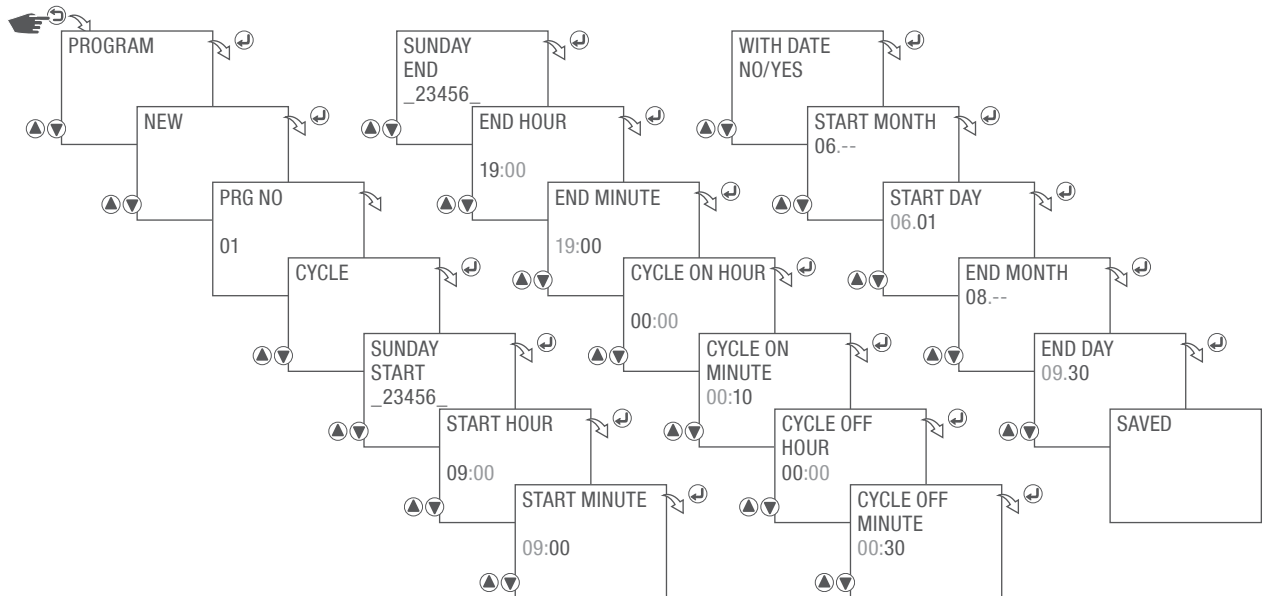 PROGRAM
NEW
PRG NO
01
CYCLE
SUNDAY
START
_23456_
START HOUR
09:00
START MINUTE
09:00
SUNDAY
END
_23456_
END HOUR
19:00
END MINUTE
19:00
CYCLE ON HOUR
00:00
CYCLE ON
MINUTE
00:10
CYCLE OFF
HOUR
00:00
CYCLE OFF
MINUTE
00:30
WITH DATE
NO/YES
START MONTH
06.--
START DAY
06.01
END MONTH
08.--
END DAY
09.30
SAVED